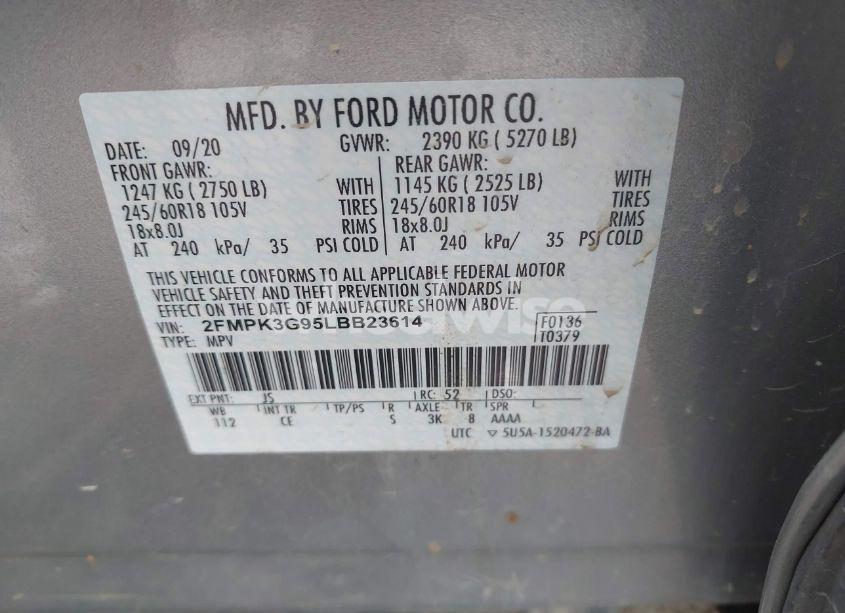 MFD. BY FORD MOTOR CO.
DATE: 09/20 GVWR: 2390 KG ( 5270 LB)
FRONT GAWR: REAR GAWR:
1247 KG ( 2750 LB) WITH 1145 KG ( 2525 LB) WITH
245/60R18 105V TIRES 245/60R18 105V TIRES
18x8.0J RIMS 18x8.0J RIMS
AT 240 kPa/ 35 PSI COLD AT 240 kPa/ 35 PSI COLD
THIS VEHICLE CONFORMS TO ALL APPLICABLE FEDERAL MOTOR
VEHICLE SAFETY AND THEFT PREVENTION STANDARDS IN
EFFECT ON THE DATE OF MANUFACTURE SHOWN ABOVE.
VIN: 2FMPK3G95LBB23614 F0136
TYPE: MPV T0379
EXT PNT: JS RC: 52 DSO:
WB INT TR TP/PS R AXLE TR SPR
112 CE S 3K 8 AAAA
UTC ▽ 5U5A-1520472-BA